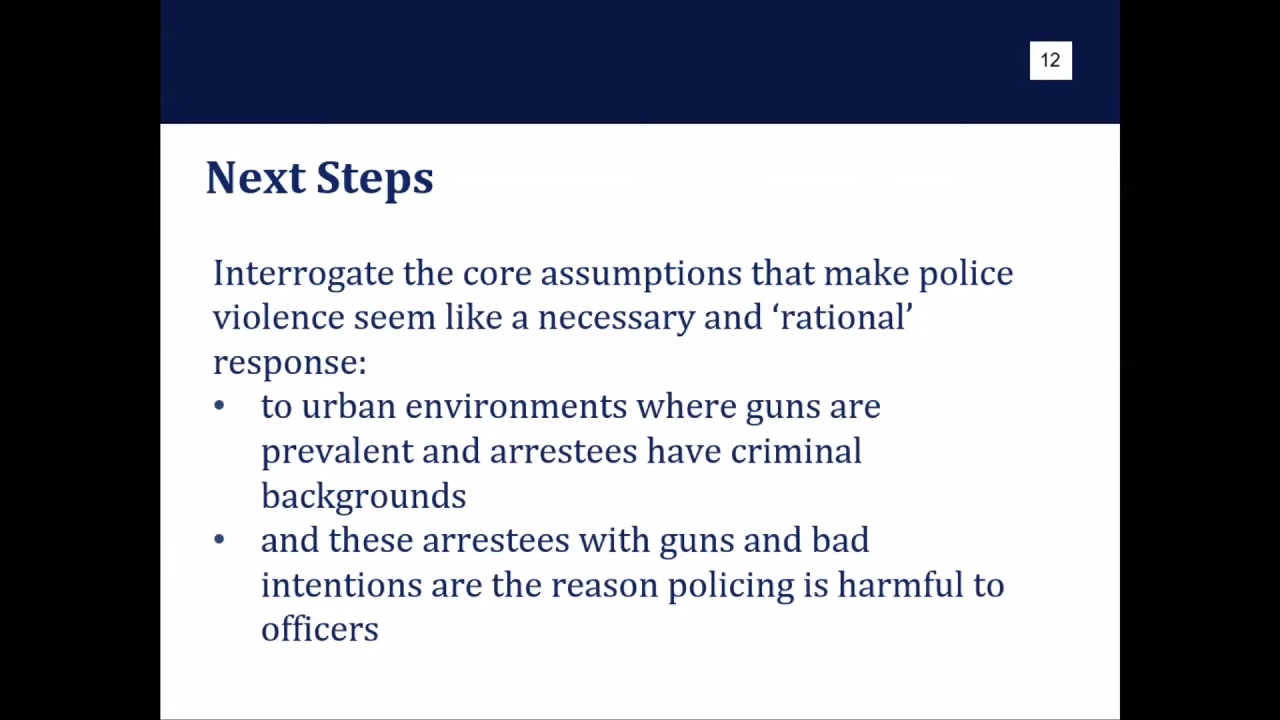 12
Next Steps
Interrogate the core assumptions that make police
violence seem like a necessary and ‘rational’
response:
• to urban environments where guns are
prevalent and arrestees have criminal
backgrounds
• and these arrestees with guns and bad
intentions are the reason policing is harmful to
officers